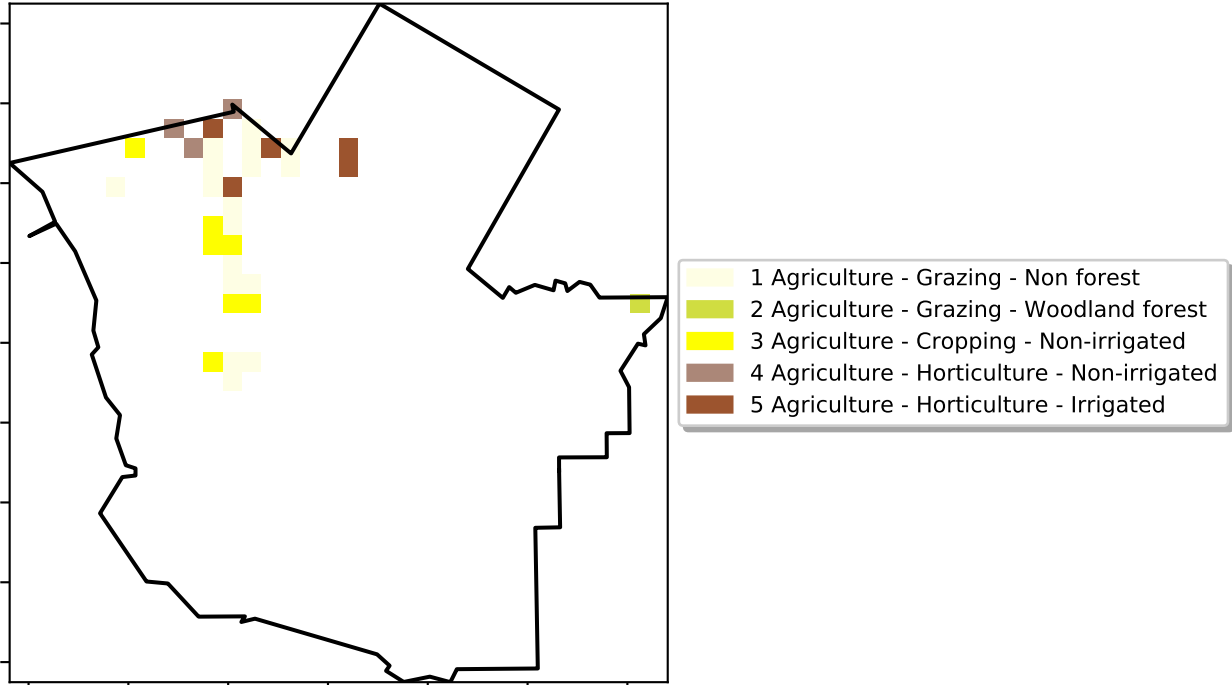 1 Agriculture - Grazing - Non forest
2 Agriculture - Grazing - Woodland forest
3 Agriculture - Cropping - Non-irrigated
4 Agriculture - Horticulture - Non-irrigated
5 Agriculture - Horticulture - Irrigated